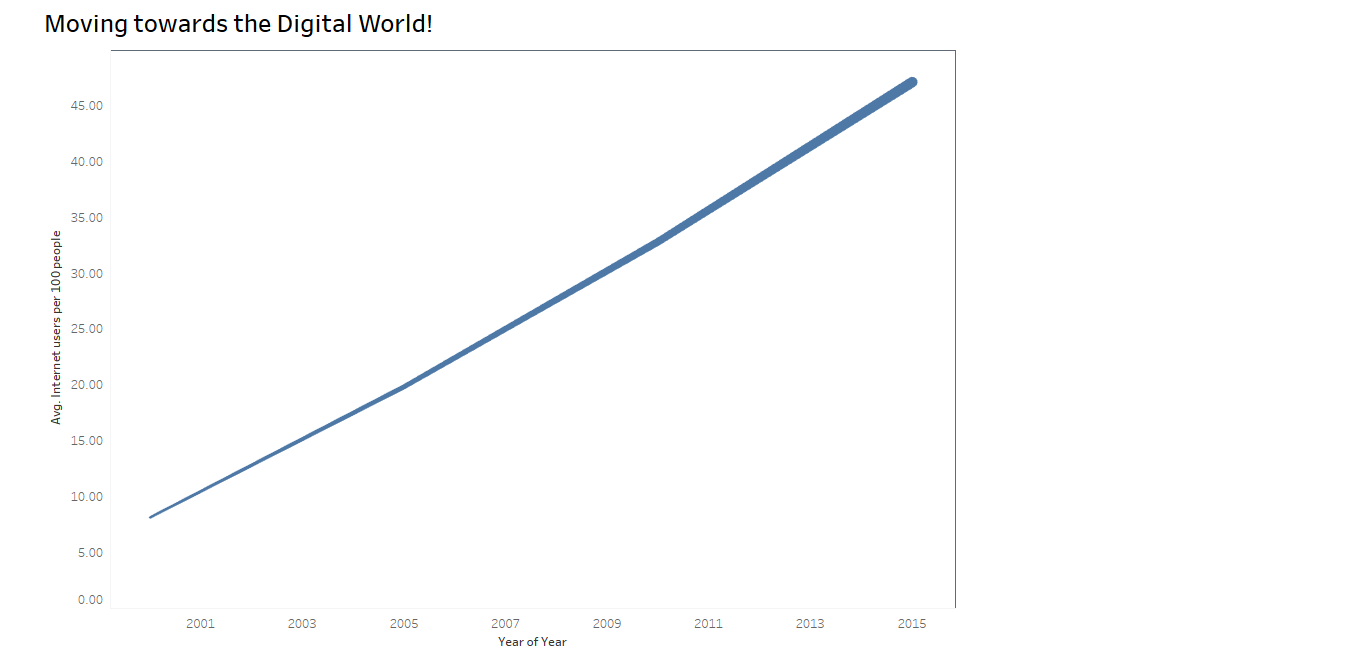 Moving towards the Digital World!
45.00
40.00
35.00
30.00
25.00
20.00
15.00
10.00
5.00
0.00
Avg. Internet users per 100 people
2001 2003 2005 2007 2009 2011 2013 2015
Year of Year